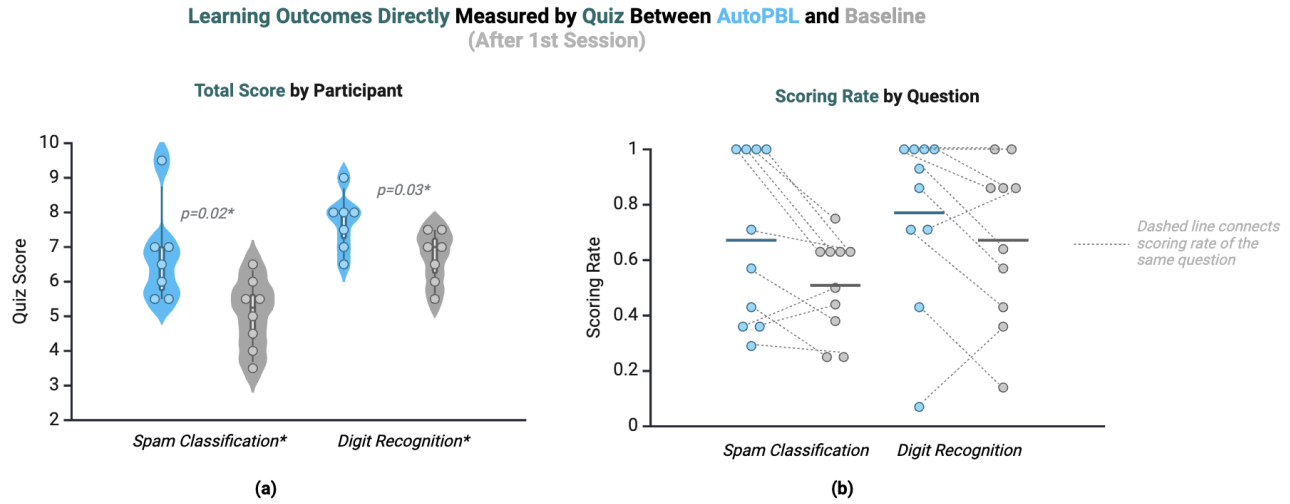 Learning Outcomes Directly Measured by Quiz Between AutoPBL and Baseline
(After 1st Session)
Total Score by Participant
Quiz Score
10
9
8
7
6
5
4
3
2
p=0.02*
p=0.03*
Spam Classification*
Digit Recognition*
(a)
Scoring Rate by Question
Scoring Rate
1
0.8
0.6
0.4
0.2
0
Spam Classification
Digit Recognition
Dashed line connects
scoring rate of the
same question
(b)